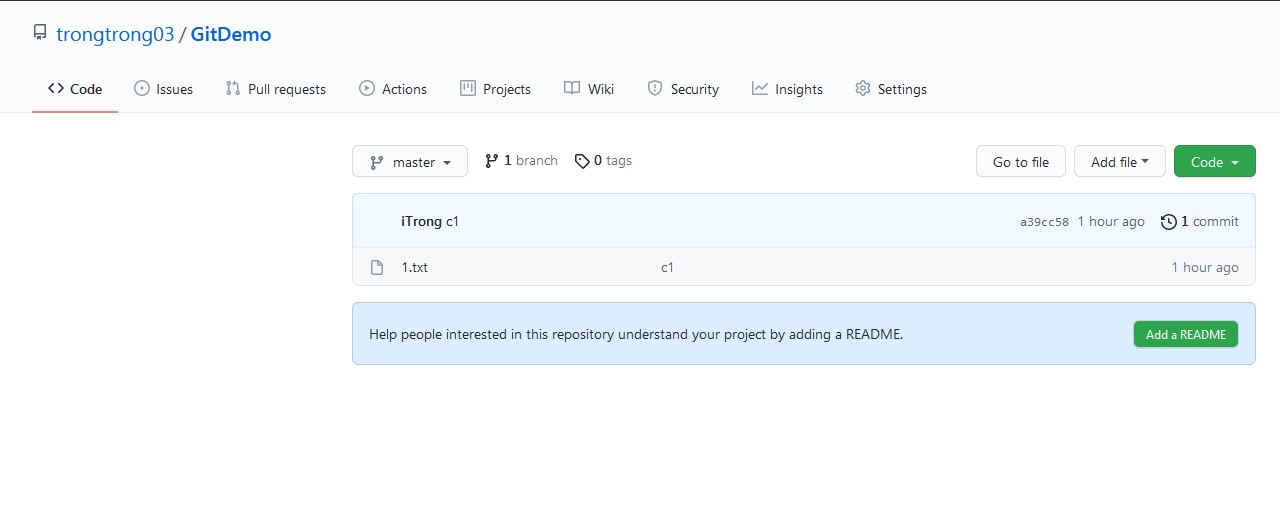 trongtrong03 / GitDemo
Code Issues Pull requests Actions Projects Wiki Security Insights Settings
master 1 branch 0 tags Go to file Add file Code
iTrong c1 a39cc58 1 hour ago 1 commit
1.txt c1 1 hour ago
Help people interested in this repository understand your project by adding a README. Add a README